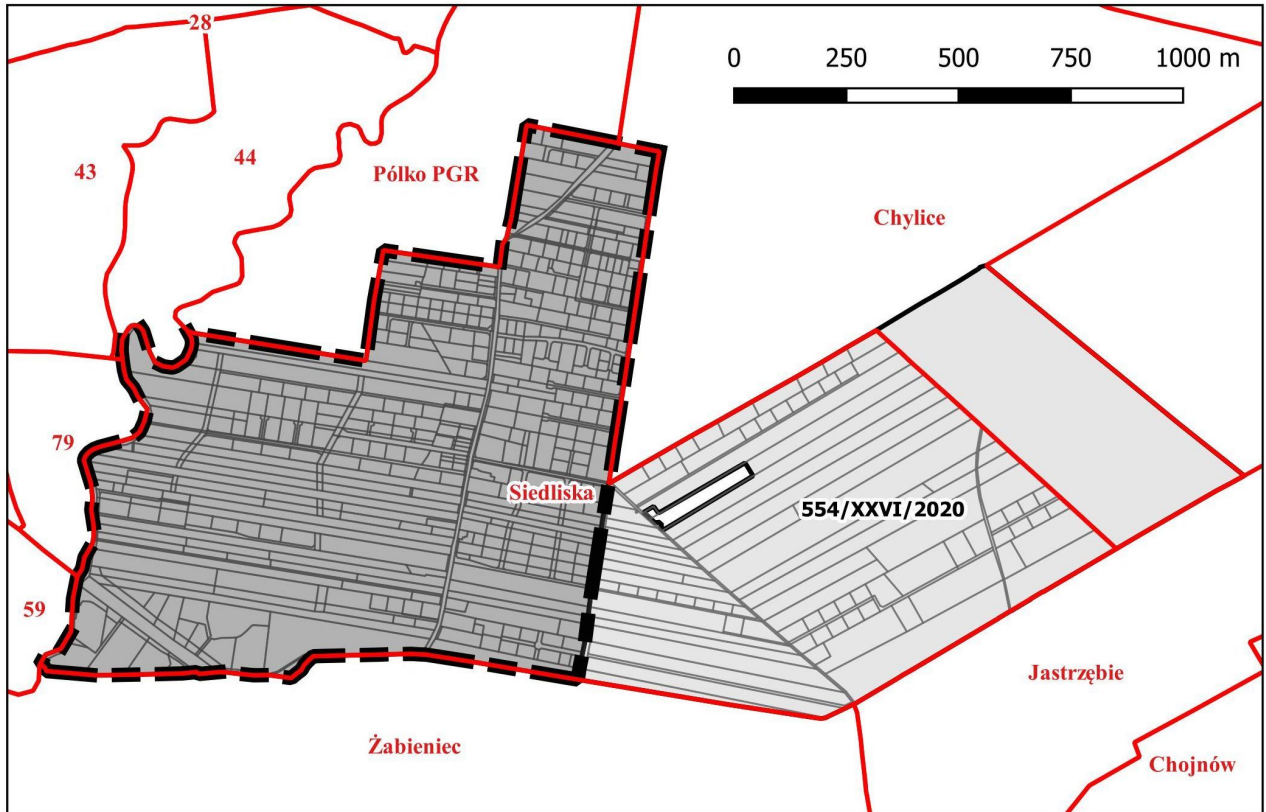 28
0 250 500 750 1000 m
43
44
Pólko PGR
Chylice
79
Siedliska
554/XXVI/2020
59
Jastrzębie
Żabieniec
Chojnów